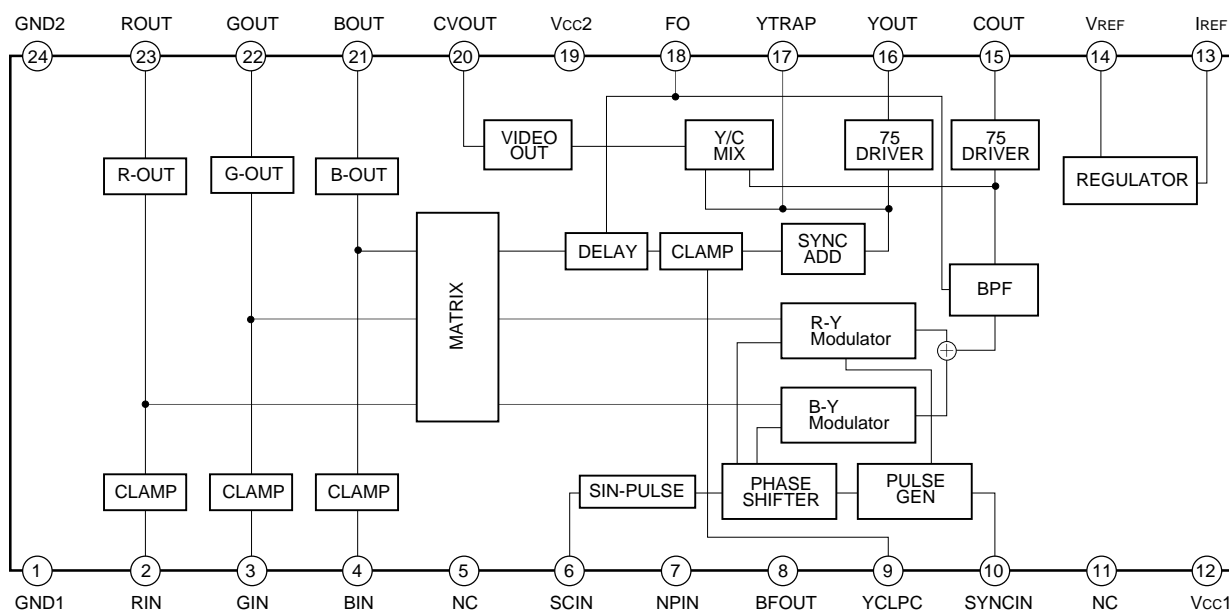 GND2 ROUT GOUT BOUT CVOUT Vcc2 FO YTRAP YOUT COUT VREF IREF
24 23 22 21 20 19 18 17 16 15 14 13
R-OUT
G-OUT
B-OUT
VIDEO
OUT
Y/C
MIX
75
DRIVER
75
DRIVER
REGULATOR
MATRIX
DELAY
CLAMP
SYNC
ADD
BPF
R-Y
Modulator
B-Y
Modulator
CLAMP
CLAMP
CLAMP
SIN-PULSE
PHASE
SHIFTER
PULSE
GEN
1 2 3 4 5 6 7 8 9 10 11 12
GND1 RIN GIN BIN NC SCIN NPIN BFOUT YCLPC SYNCIN NC Vcc1